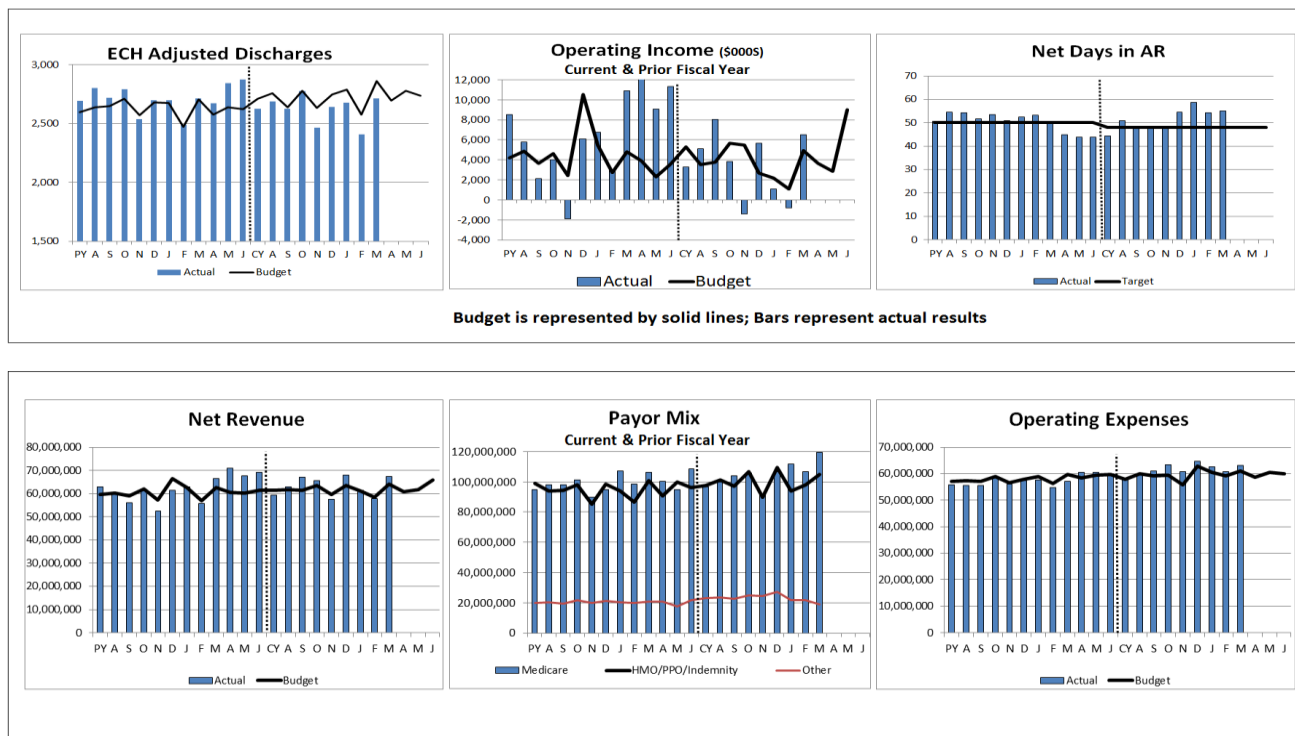 ECH Adjusted Discharges
3,000
2,500
2,000
1,500
PY A S O N D J F M A M J CY A S O N D J F M A M J
Actual Budget
Operating Income ($000S)
Current & Prior Fiscal Year
12,000
10,000
8,000
6,000
4,000
2,000
0
-2,000
-4,000
PY A S O N D J F M A M J CY A S O N D J F M A M J
Actual Budget
Net Days in AR
70
60
50
40
30
20
10
0
PY A S O N D J F M A M J CY A S O N D J F M A M J
Actual Target
Budget is represented by solid lines; Bars represent actual results
Net Revenue
80,000,000
70,000,000
60,000,000
50,000,000
40,000,000
30,000,000
20,000,000
10,000,000
0
PY A S O N D J F M A M J CY A S O N D J F M A M J
Actual Budget
Payor Mix
Current & Prior Fiscal Year
120,000,000
100,000,000
80,000,000
60,000,000
40,000,000
20,000,000
0
PY A S O N D J F M A M J CY A S O N D J F M A M J
Medicare HMO/PPO/Indemnity Other
Operating Expenses
70,000,000
60,000,000
50,000,000
40,000,000
30,000,000
20,000,000
10,000,000
0
PY A S O N D J F M A M J CY A S O N D J F M A M J
Actual Budget